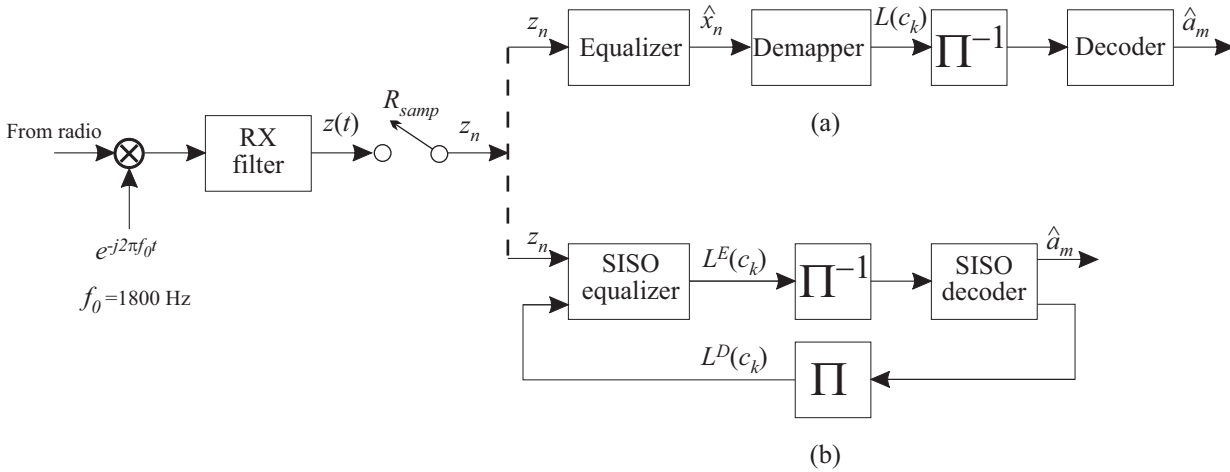 z_n
x̂_n
L(c_k)
â_m
Equalizer
Demapper
Π⁻¹
Decoder
(a)
From radio
RX
filter
z(t)
R_samp
z_n
e^{-j2πf_0t}
f_0=1800 Hz
z_n
SISO
equalizer
L^E(c_k)
Π⁻¹
SISO
decoder
â_m
L^D(c_k)
Π
(b)